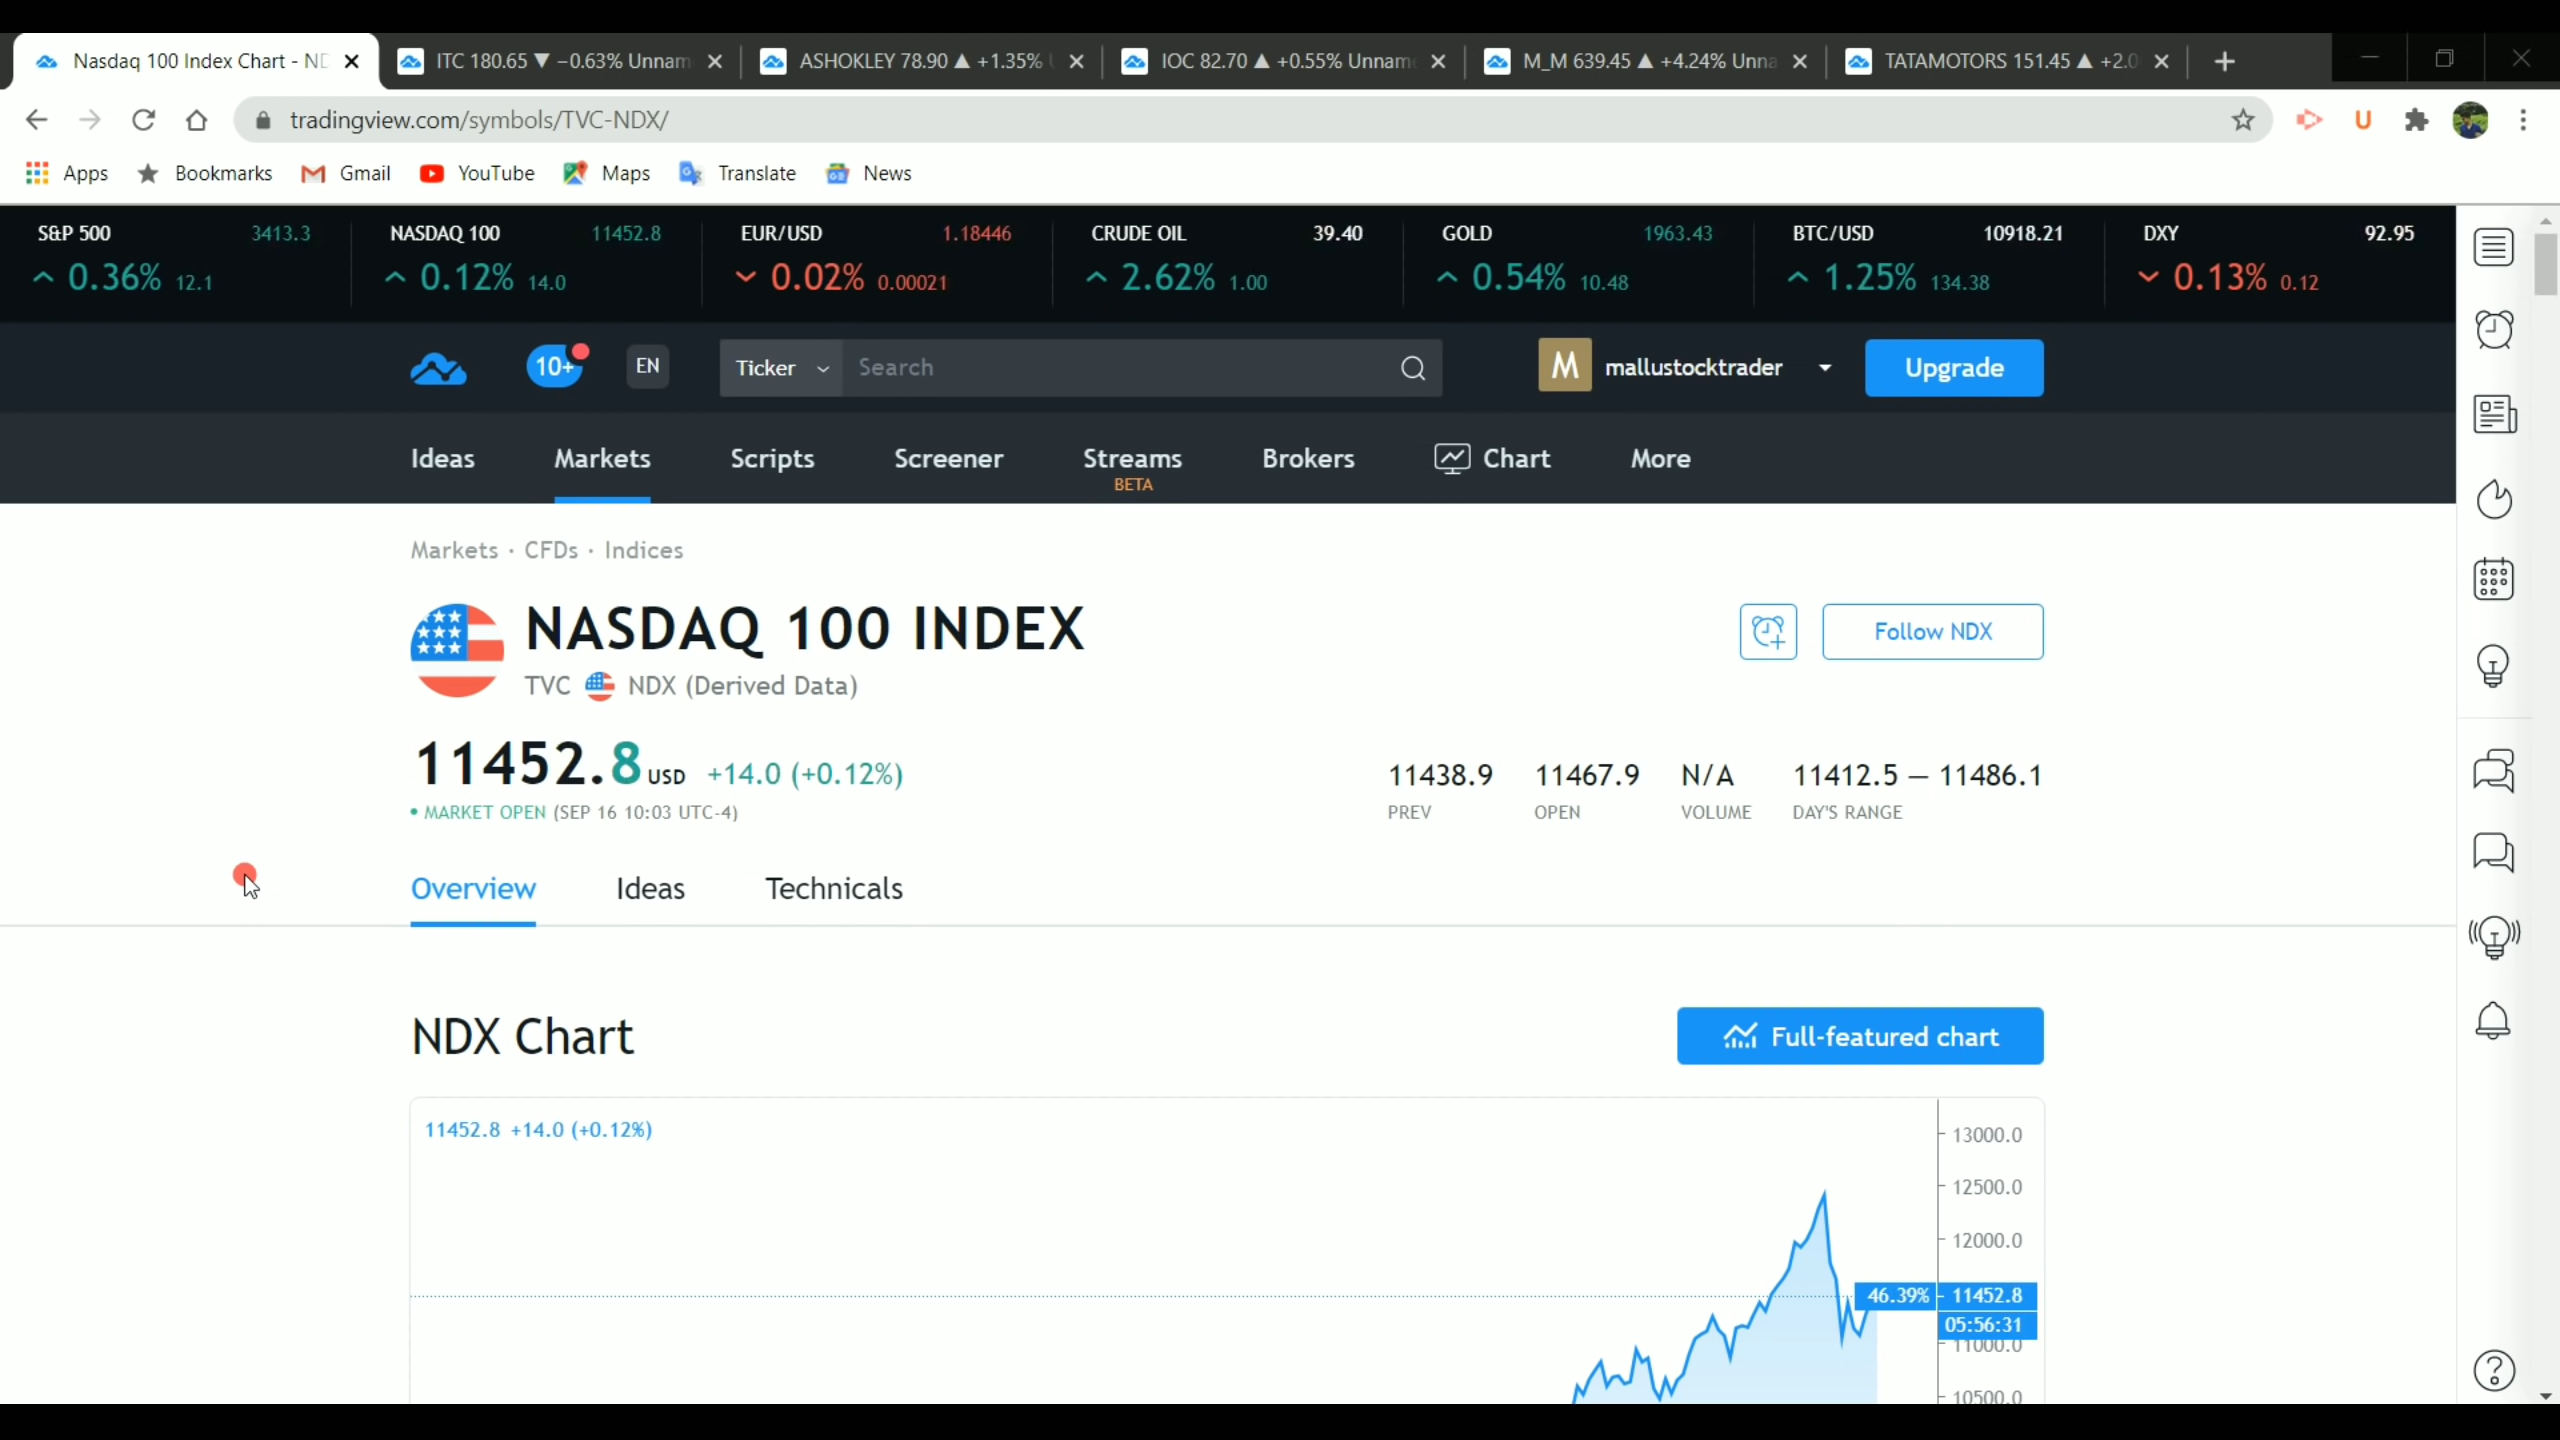 Nasdaq 100 Index Chart - ND
ITC 180.65 ▼ −0.63% Unnam
ASHOKLEY 78.90 ▲ +1.35% U
IOC 82.70 ▲ +0.55% Unname
M_M 639.45 ▲ +4.24% Unna
TATAMOTORS 151.45 ▲ +2.0
tradingview.com/symbols/TVC-NDX/
U
Apps Bookmarks Gmail YouTube Maps Translate News
S&P 500 3413.3 NASDAQ 100 11452.8 EUR/USD 1.18446 CRUDE OIL 39.40 GOLD 1963.43 BTC/USD 10918.21 DXY 92.95
0.36% 12.1 0.12% 14.0 0.02% 0.00021 2.62% 1.00 0.54% 10.48 1.25% 134.38 0.13% 0.12
10+ EN Ticker Search M mallustocktrader Upgrade
Ideas Markets Scripts Screener Streams Brokers Chart More
BETA
Markets · CFDs · Indices
NASDAQ 100 INDEX
Follow NDX
TVC NDX (Derived Data)
11452.8 USD +14.0 (+0.12%)
11438.9 11467.9 N/A 11412.5 — 11486.1
• MARKET OPEN (SEP 16 10:03 UTC-4)
PREV OPEN VOLUME DAY'S RANGE
Overview Ideas Technicals
NDX Chart
Full-featured chart
11452.8 +14.0 (+0.12%)
13000.0
12500.0
12000.0
46.39% 11452.8
05:56:31
11000.0
10500.0